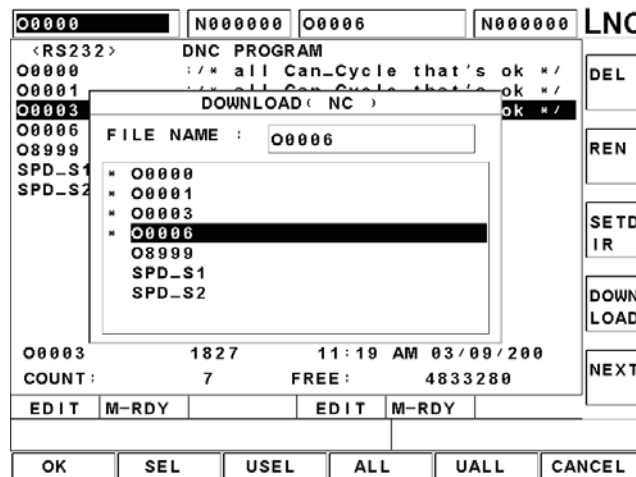 O0000 N000000 O0006 N000000 LNC
<RS232> DNC PROGRAM
O0000 :/* all Can_Cycle that's ok */
O0001 ok */
O0003 ok */
O0006
O8999
SPD_S1
SPD_S2
DOWNLOAD( NC )
FILE NAME : O0006
* O0000
* O0001
* O0003
* O0006
O8999
SPD_S1
SPD_S2
O0003 1827 11:19 AM 03/09/200
COUNT: 7 FREE: 4833280
EDIT M-RDY EDIT M-RDY
DEL
REN
SETD
IR
DOWN
LOAD
NEXT
OK SEL USEL ALL UALL CANCEL